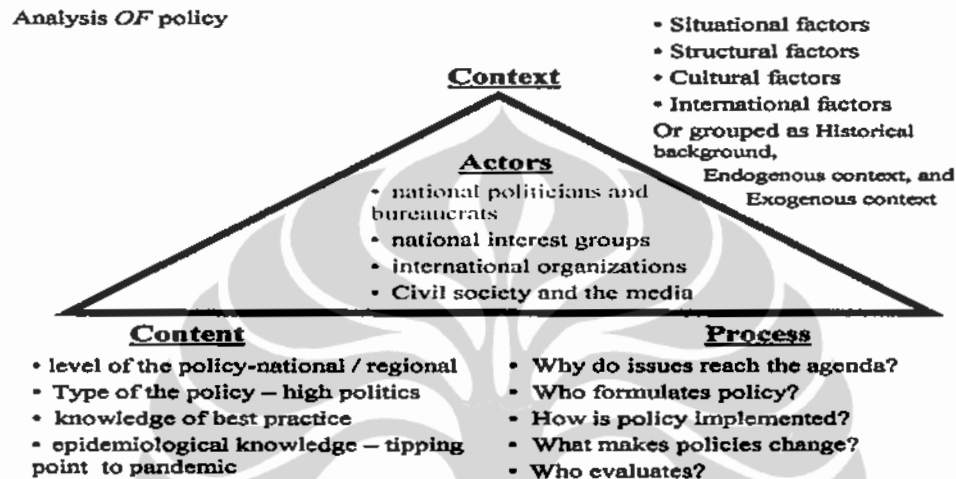 Analysis OF policy
• Situational factors
• Structural factors
• Cultural factors
• International factors
Or grouped as Historical
background,
Endogenous context, and
Exogenous context
Context
Actors
• national politicians and
bureaucrats
• national interest groups
• international organizations
• Civil society and the media
Content
• level of the policy-national / regional
• Type of the policy – high politics
• knowledge of best practice
• epidemiological knowledge – tipping
point to pandemic
Process
• Why do issues reach the agenda?
• Who formulates policy?
• How is policy implemented?
• What makes policies change?
• Who evaluates?